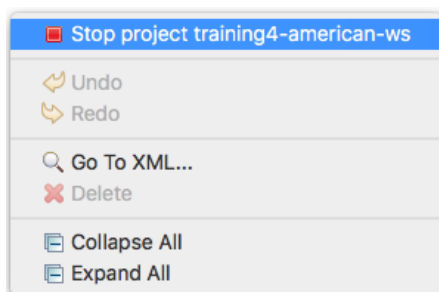 Stop project training4-american-ws
Undo
Redo
Go To XML...
Delete
Collapse All
Expand All